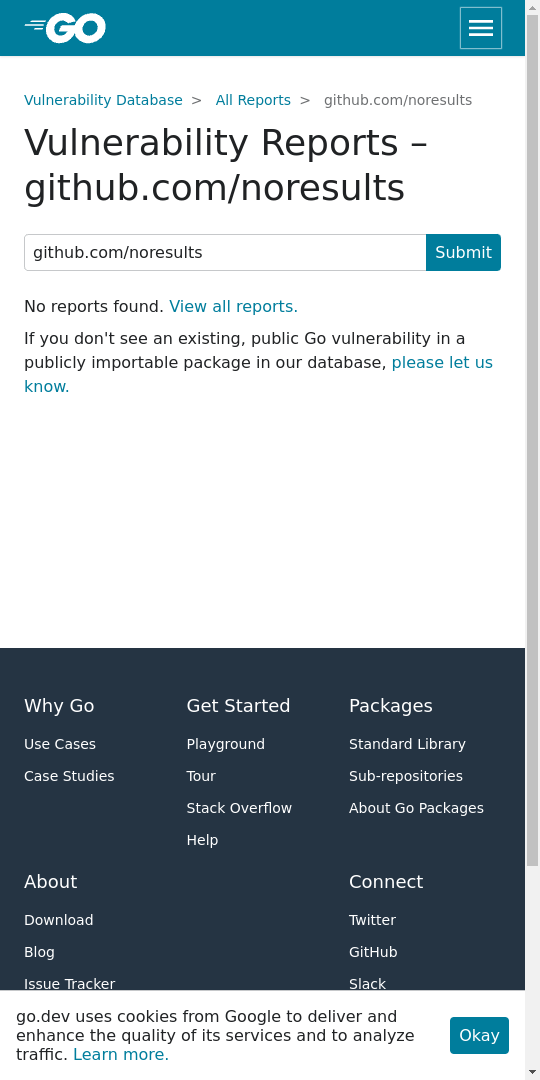 GO
Vulnerability Database > All Reports > github.com/noresults
Vulnerability Reports –
github.com/noresults
github.com/noresults Submit
No reports found. View all reports.
If you don't see an existing, public Go vulnerability in a
publicly importable package in our database, please let us
know.
Why Go
Use Cases
Case Studies
Get Started
Playground
Tour
Stack Overflow
Help
Packages
Standard Library
Sub-repositories
About Go Packages
About
Download
Blog
Issue Tracker
Connect
Twitter
GitHub
Slack
go.dev uses cookies from Google to deliver and
enhance the quality of its services and to analyze
traffic. Learn more.
Okay